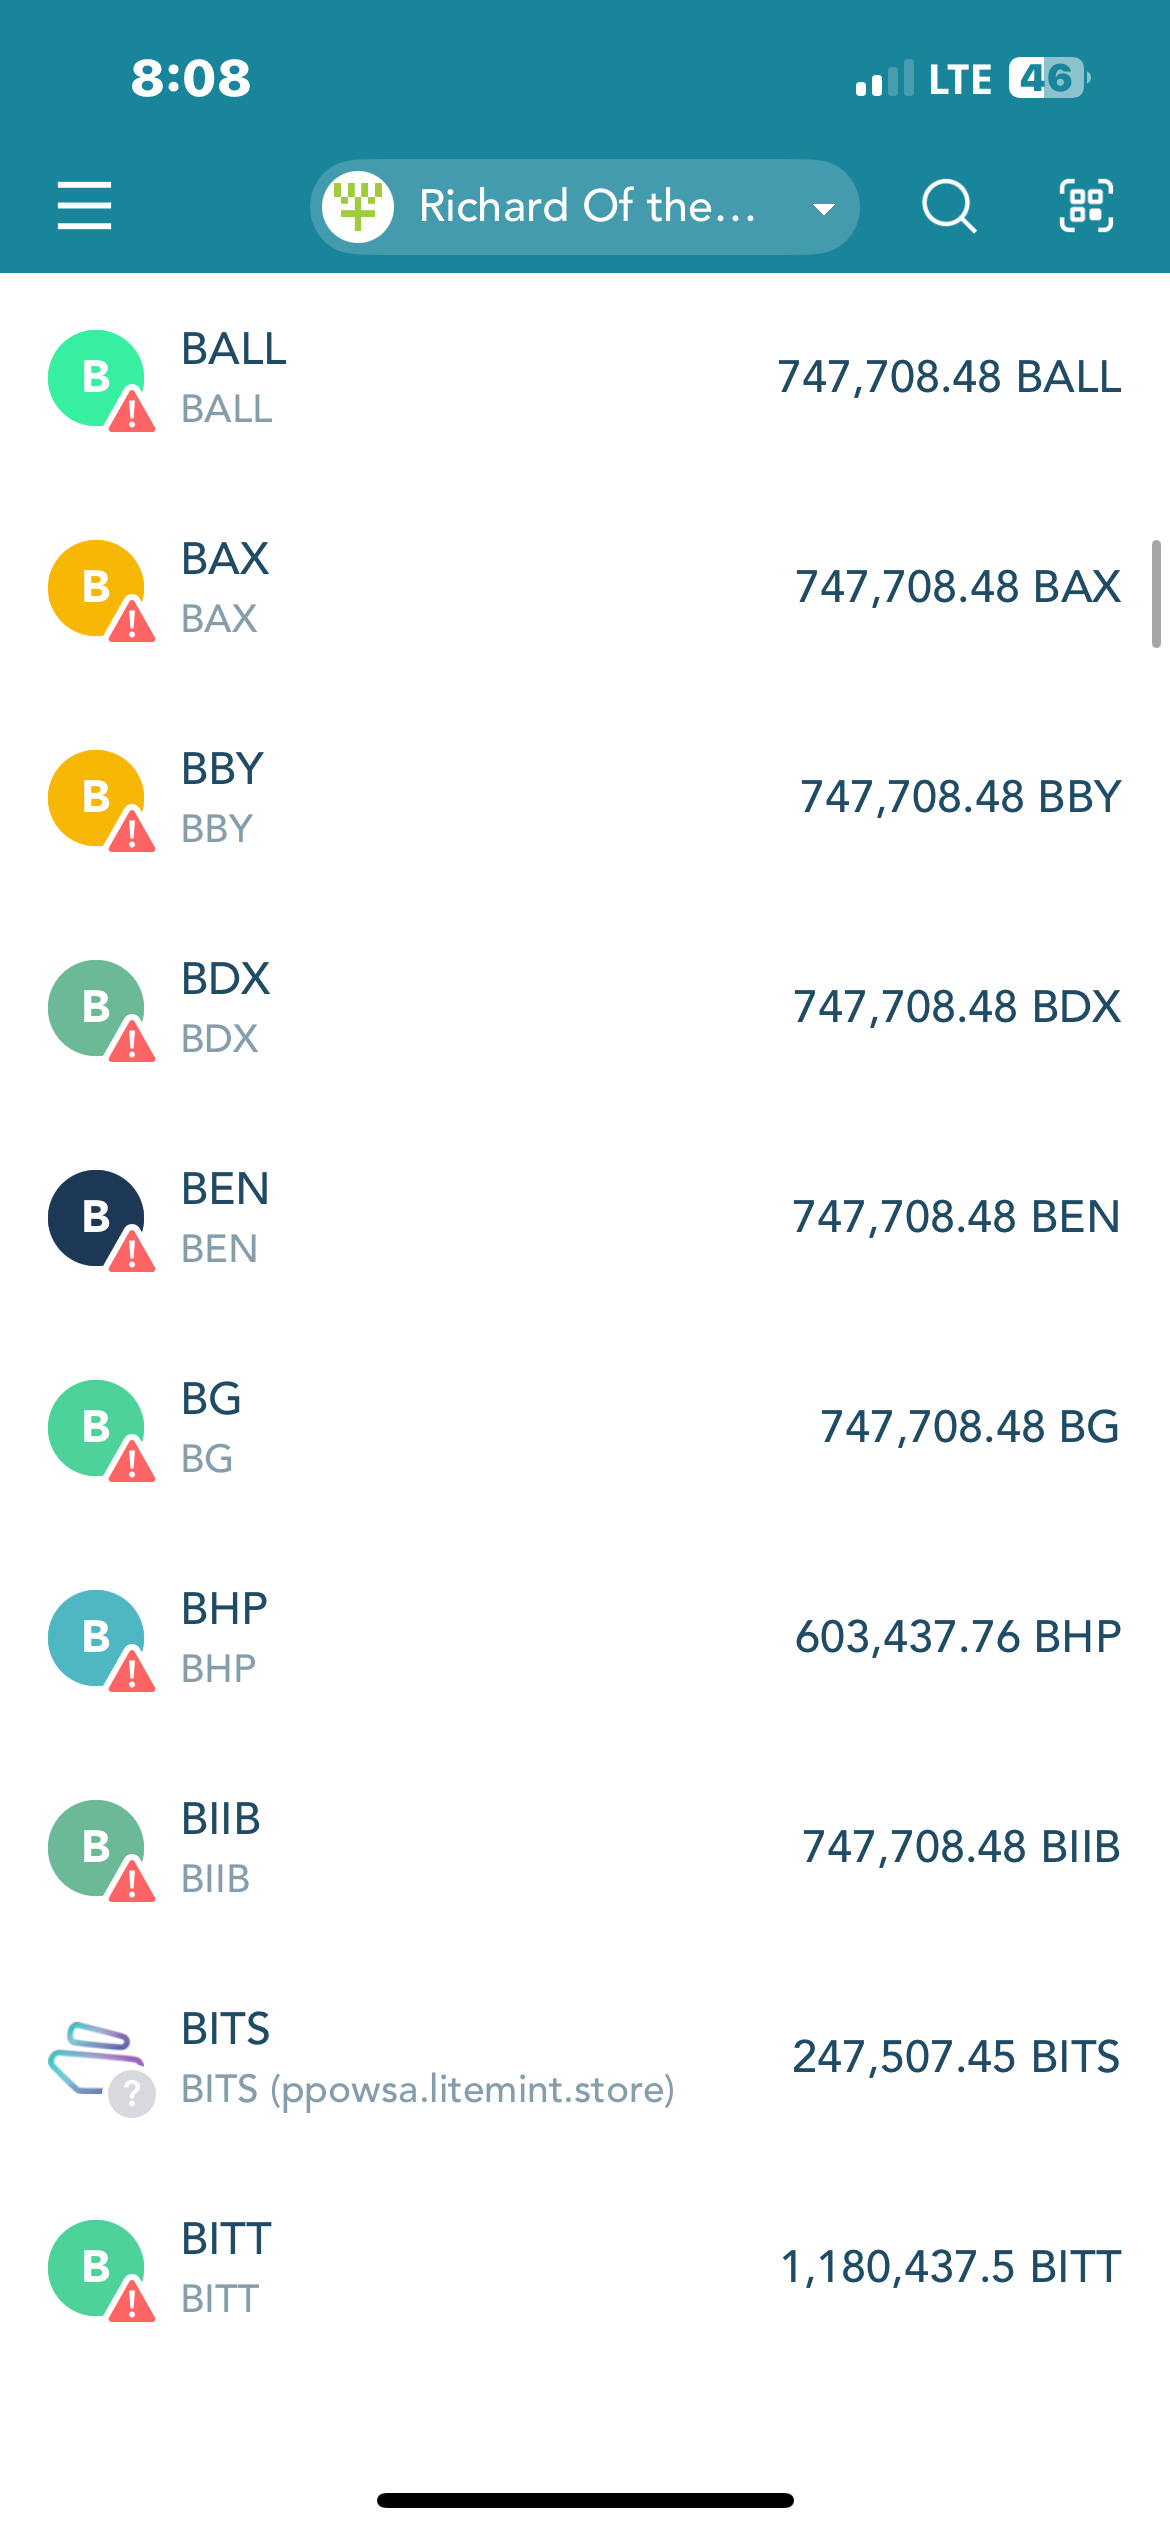 8:08 LTE 46
Richard Of the...
B BALL
BALL
747,708.48 BALL
B BAX
BAX
747,708.48 BAX
B BBY
BBY
747,708.48 BBY
B BDX
BDX
747,708.48 BDX
B BEN
BEN
747,708.48 BEN
B BG
BG
747,708.48 BG
B BHP
BHP
603,437.76 BHP
B BIIB
BIIB
747,708.48 BIIB
BITS
? BITS (ppowsa.litemint.store)
247,507.45 BITS
B BITT
BITT
1,180,437.5 BITT